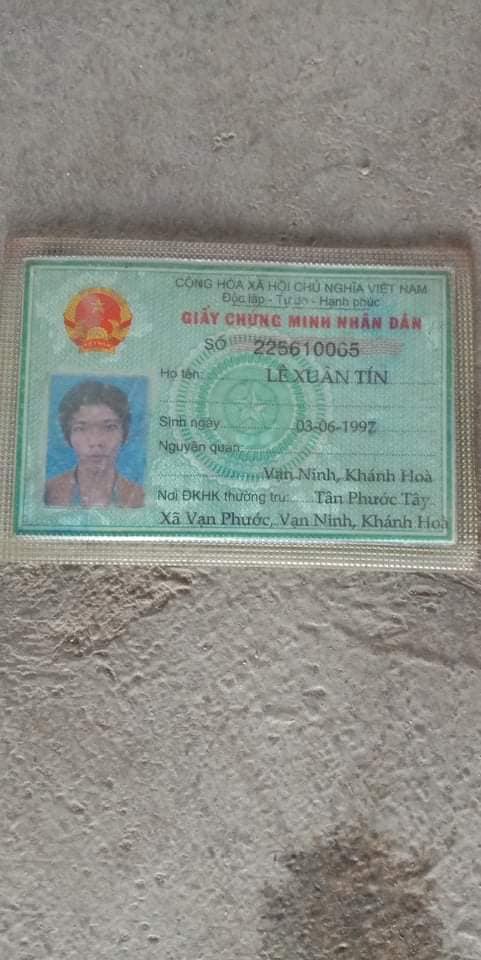 CỘNG HÒA XÃ HỘI CHỦ NGHĨA VIỆT NAM
Độc lập - Tự do - Hạnh phúc
GIẤY CHỨNG MINH NHÂN DÂN
SỐ 225610065
Họ tên: LÊ XUÂN TÍN
Sinh ngày 03-06-1997
Nguyên quán:
Vạn Ninh, Khánh Hoà
Nơi ĐKHK thường trú: Tân Phước Tây
Xã Vạn Phước, Vạn Ninh, Khánh Hoà